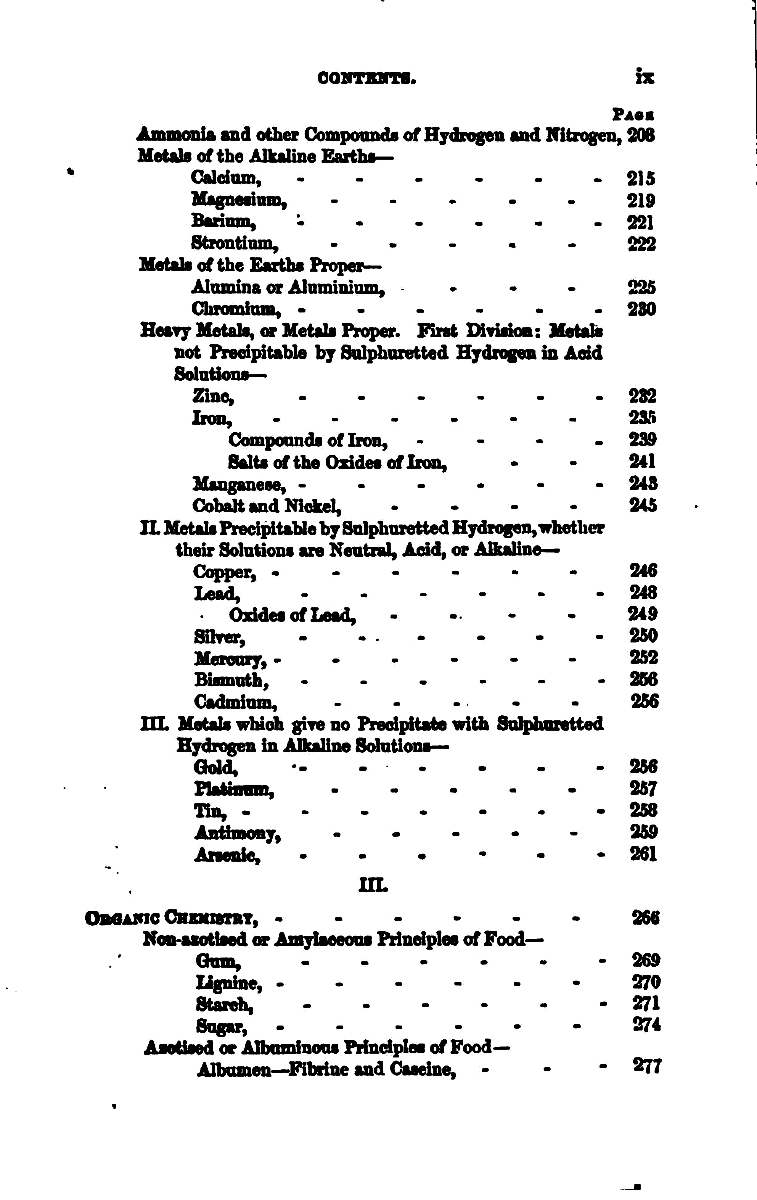 CONTENTS. ix
PAGE
Ammonia and other Compounds of Hydrogen and Nitrogen, 208
Metals of the Alkaline Earths—
Calcium, - - - - - - 215
Magnesium, - - - - - 219
Barium, - - - - - - 221
Strontium, - - - - - 222
Metals of the Earths Proper—
Alumina or Aluminium, - - - - 225
Chromium, - - - - - - 230
Heavy Metals, or Metals Proper. First Division: Metals
not Precipitable by Sulphuretted Hydrogen in Acid
Solutions—
Zinc, - - - - - - 232
Iron, - - - - - - 235
Compounds of Iron, - - - - 239
Salts of the Oxides of Iron, - - 241
Manganese, - - - - - - 243
Cobalt and Nickel, - - - - 245
II. Metals Precipitable by Sulphuretted Hydrogen, whether
their Solutions are Neutral, Acid, or Alkaline—
Copper, - - - - - - 246
Lead, - - - - - - 248
Oxides of Lead, - - - - 249
Silver, - - - - - - 250
Mercury, - - - - - - 252
Bismuth, - - - - - - 256
Cadmium, - - - - - 256
III. Metals which give no Precipitate with Sulphuretted
Hydrogen in Alkaline Solutions—
Gold, - - - - - - 256
Platinum, - - - - - 257
Tin, - - - - - - - 258
Antimony, - - - - - 259
Arsenic, - - - - - - 261
III.
ORGANIC CHEMISTRY, - - - - - - 266
Non-azotised or Amylaceous Principles of Food—
Gum, - - - - - - 269
Lignine, - - - - - - 270
Starch, - - - - - - 271
Sugar, - - - - - - 274
Azotised or Albuminous Principles of Food—
Albumen—Fibrine and Caseine, - - - 277